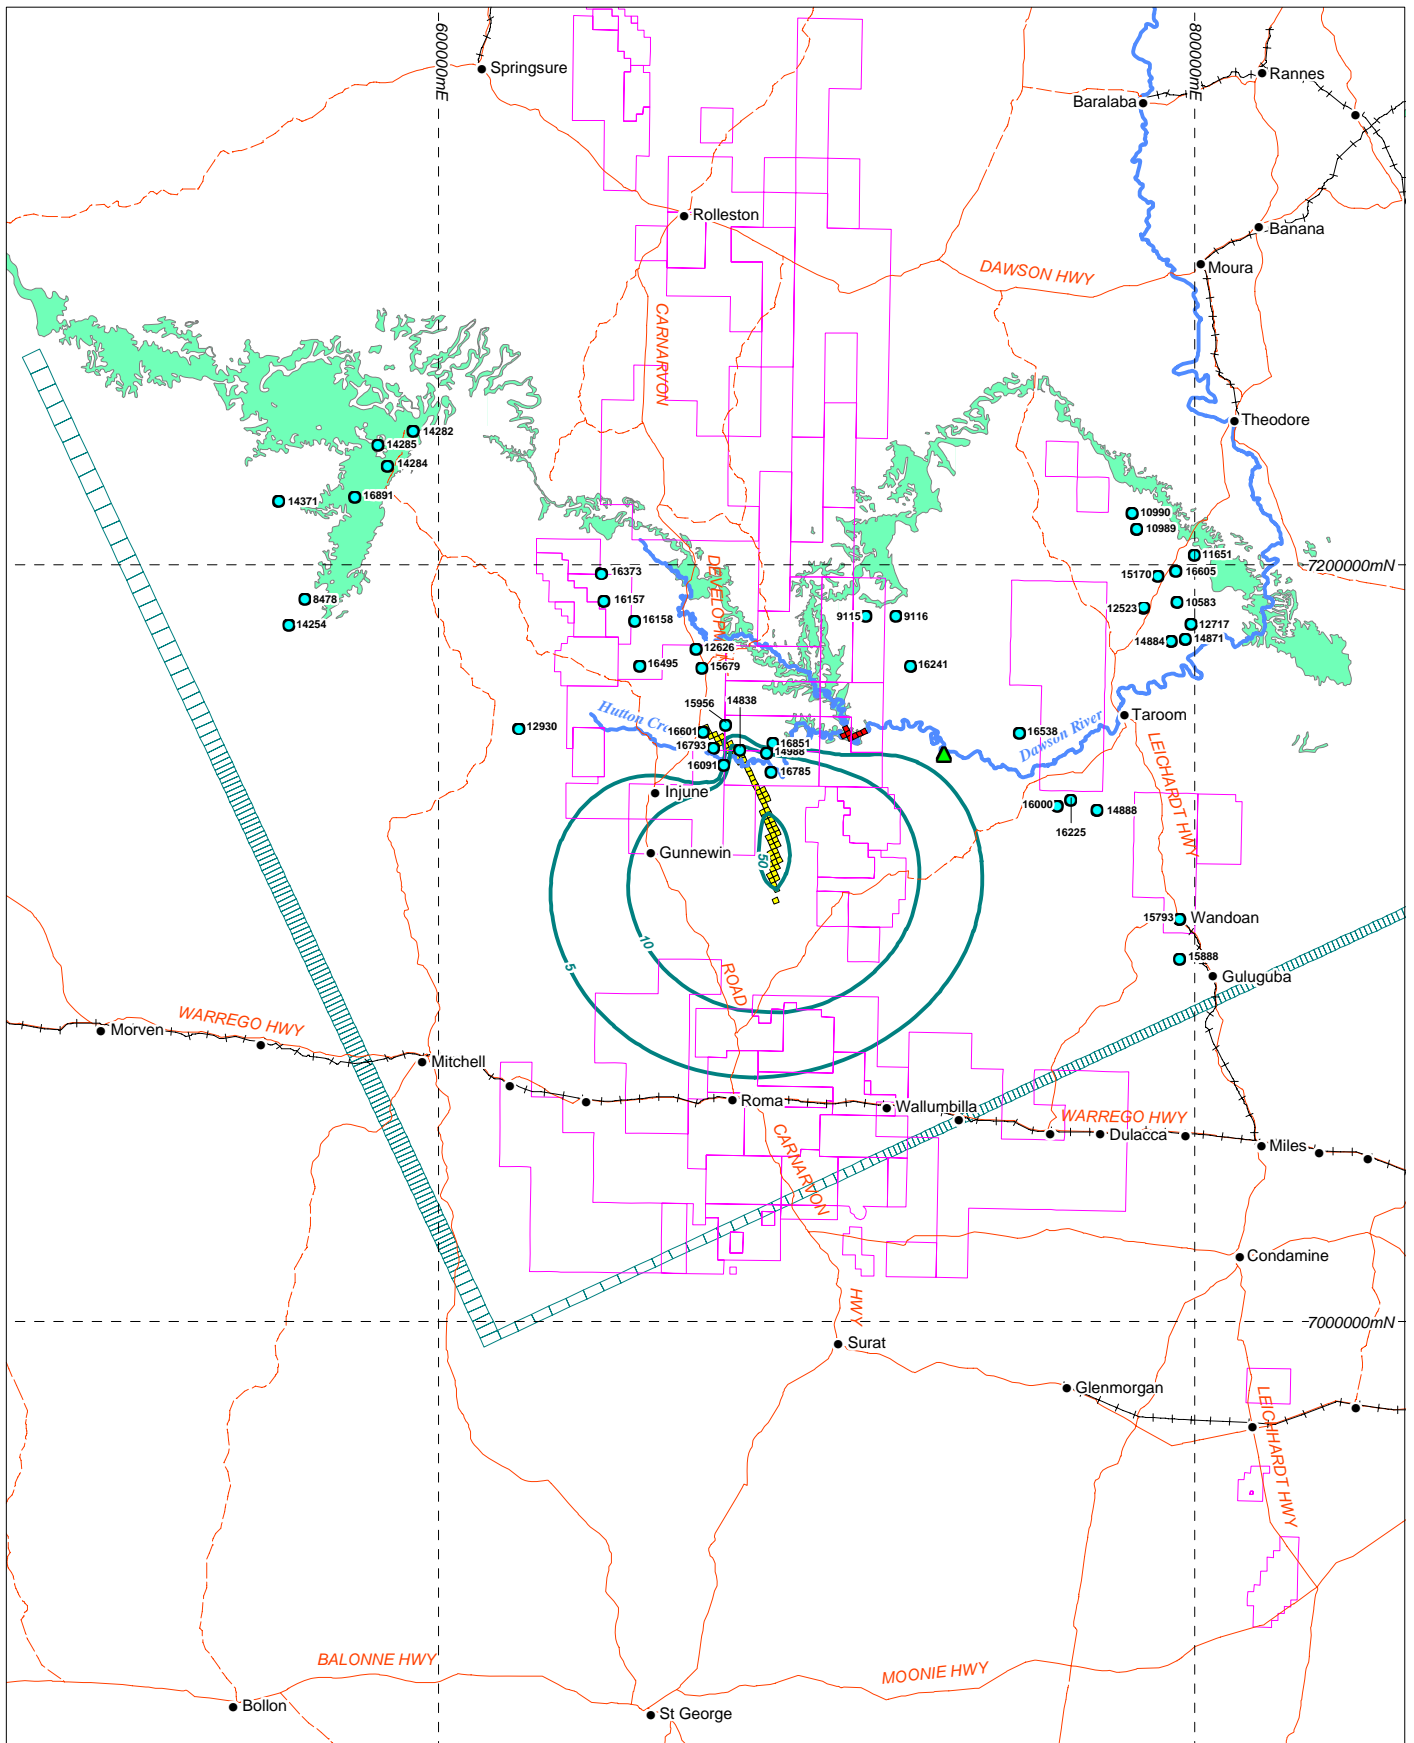 600000mE
800000mE
Springsure
Rannes
Baralaba
Rolleston
Banana
Moura
DAWSON HWY
CARNARVON
Theodore
14282
14285
14284
14371
16891
10990
10989
11651
7200000mN
16373
15170
16605
8478
16157
12523
10583
14254
16158
9115
9116
12717
DEVELOPM
14884
14871
12626
15679
16495
16241
15956
14838
Hutton Cre
Taroom
12930
16601
16538
Dawson River
16793
16851
14988
16091
16785
LEICHARDT HWY
Injune
16000
14888
16225
Gunnewin
50
15793
Wandoan
10
5
15888
ROAD
Guluguba
WARREGO HWY
Morven
Mitchell
Roma
Wallumbilla
WARREGO HWY
Dulacca
Miles
CARNARVON
Condamine
HWY
7000000mN
Surat
Glenmorgan
LEICHHARDT HWY
BALONNE HWY
MOONIE HWY
Bollon
St George